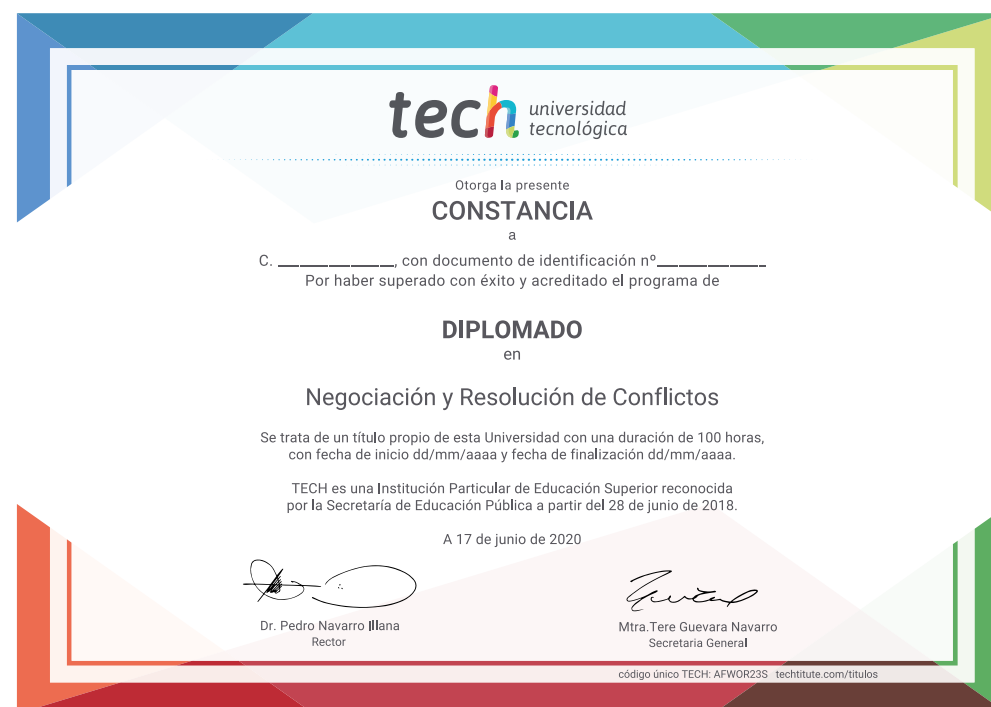 tech universidad
tecnológica
Otorga la presente
CONSTANCIA
a
C. ______________, con documento de identificación nº_____________
Por haber superado con éxito y acreditado el programa de
DIPLOMADO
en
Negociación y Resolución de Conflictos
Se trata de un título propio de esta Universidad con una duración de 100 horas,
con fecha de inicio dd/mm/aaaa y fecha de finalización dd/mm/aaaa.
TECH es una Institución Particular de Educación Superior reconocida
por la Secretaría de Educación Pública a partir del 28 de junio de 2018.
A 17 de junio de 2020
Dr. Pedro Navarro Illana
Rector
Mtra.Tere Guevara Navarro
Secretaria General
código único TECH: AFWOR23S techtitute.com/titulos